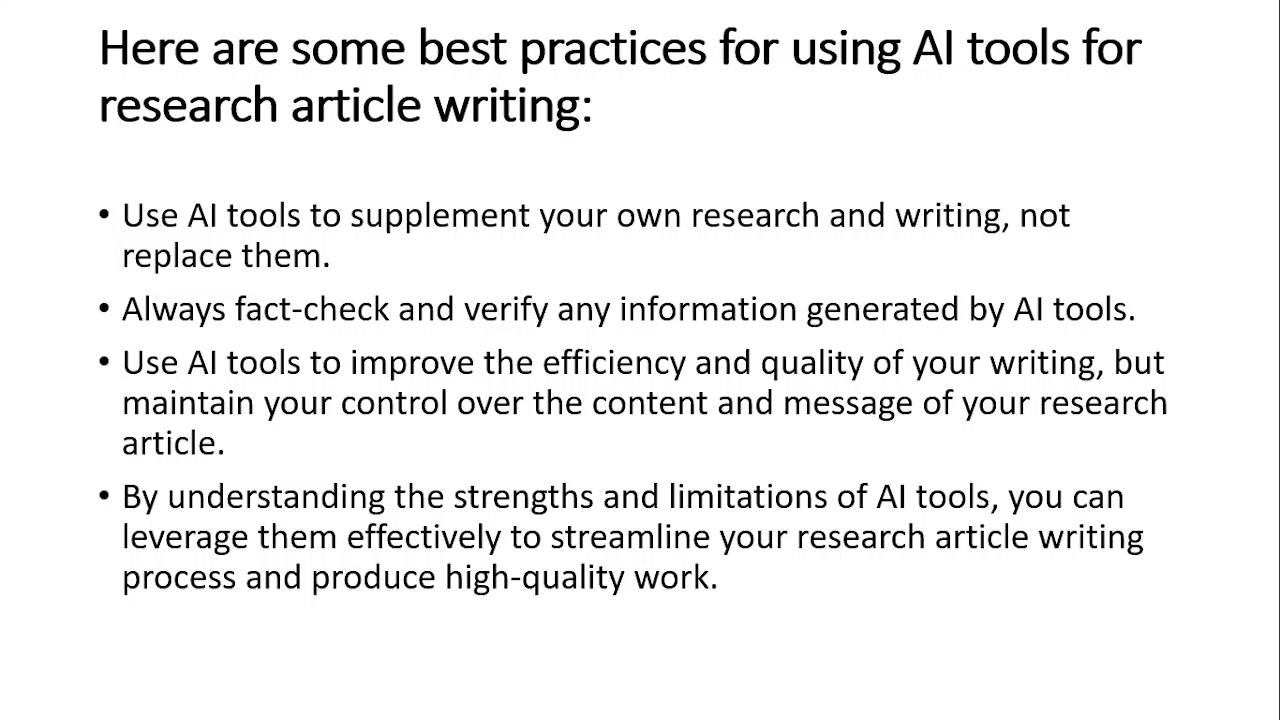 Here are some best practices for using AI tools for
research article writing:
• Use AI tools to supplement your own research and writing, not
replace them.
• Always fact-check and verify any information generated by AI tools.
• Use AI tools to improve the efficiency and quality of your writing, but
maintain your control over the content and message of your research
article.
• By understanding the strengths and limitations of AI tools, you can
leverage them effectively to streamline your research article writing
process and produce high-quality work.